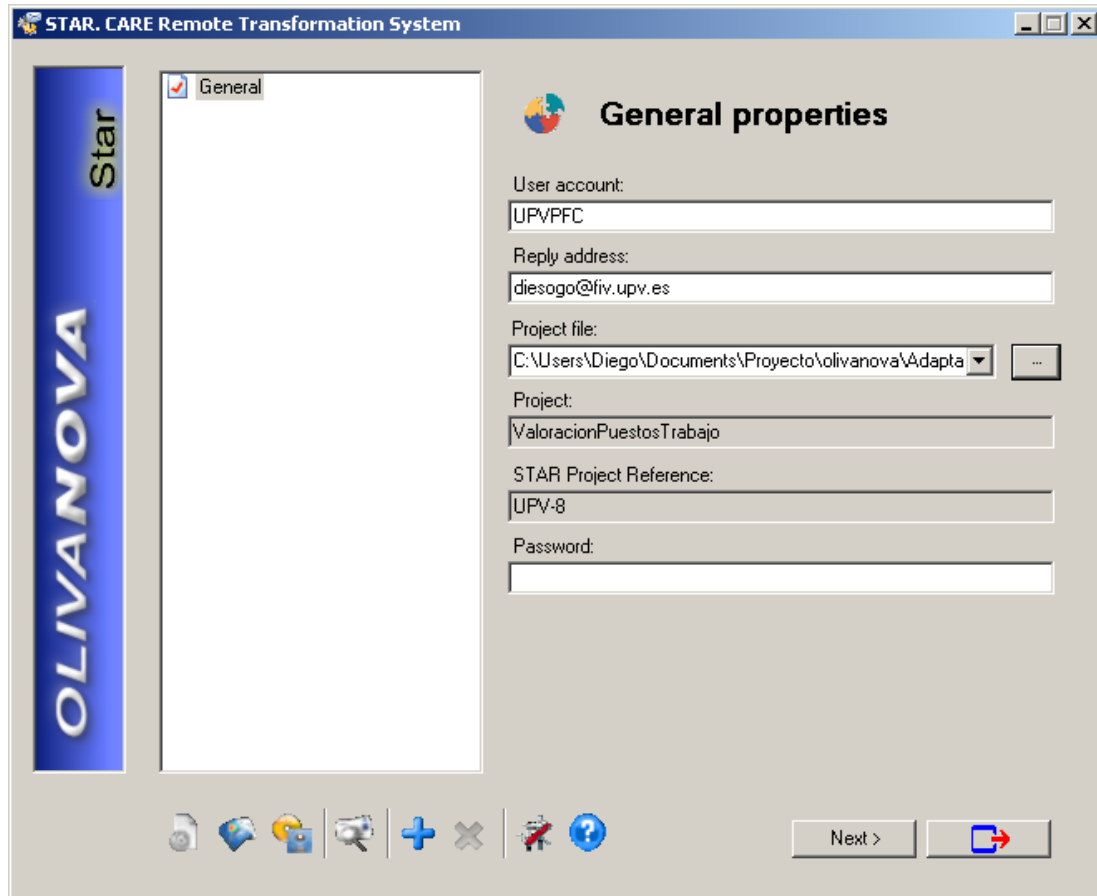 STAR. CARE Remote Transformation System
OLIVANOVA Star
General
General properties
User account:
UPVPFC
Reply address:
diesogo@fiv.upv.es
Project file:
C:\Users\Diego\Documents\Proyecto\olivanova\Adapta
...
Project:
ValoracionPuestosTrabajo
STAR Project Reference:
UPV-8
Password:
Next >